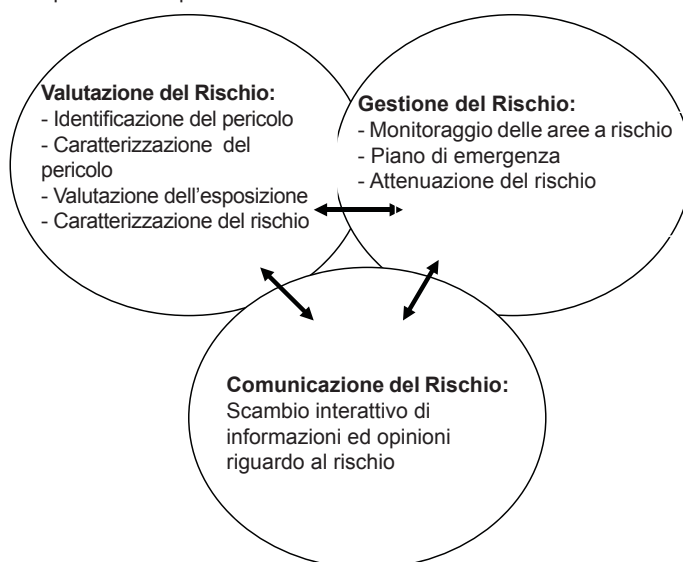 Valutazione del Rischio:
- Identificazione del pericolo
- Caratterizzazione del
pericolo
- Valutazione dell'esposizione
- Caratterizzazione del rischio
Gestione del Rischio:
- Monitoraggio delle aree a rischio
- Piano di emergenza
- Attenuazione del rischio
Comunicazione del Rischio:
Scambio interattivo di
informazioni ed opinioni
riguardo al rischio